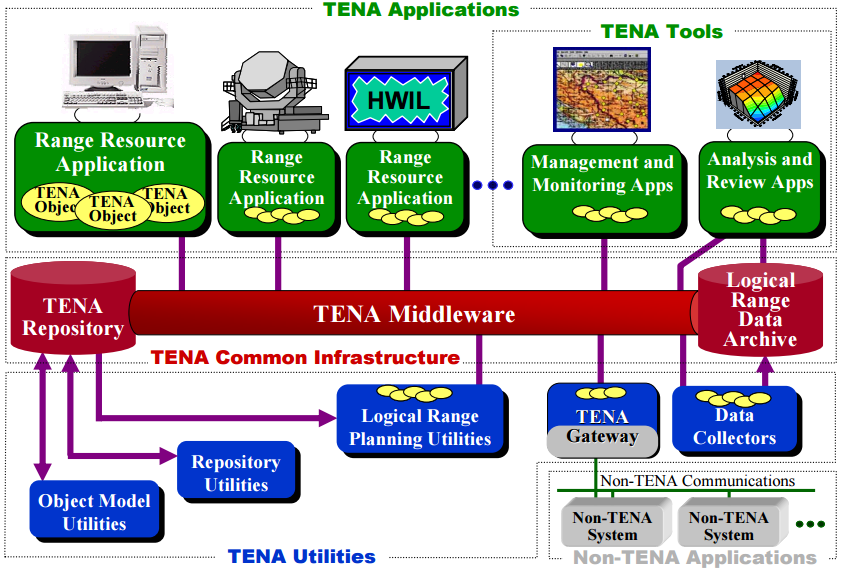 TENA Applications
TENA Tools
HWIL
Range Resource
Application
TENA
Object
TENA
Object
TENA
Object
Range
Resource
Application
Range
Resource
Application
Management and
Monitoring Apps
Analysis and
Review Apps
TENA
Repository
TENA Middleware
Logical
Range
Data
Archive
TENA Common Infrastructure
Logical Range
Planning Utilities
TENA
Gateway
Data
Collectors
Repository
Utilities
Object Model
Utilities
Non-TENA Communications
Non-TENA
System
Non-TENA
System
TENA Utilities
Non-TENA Applications